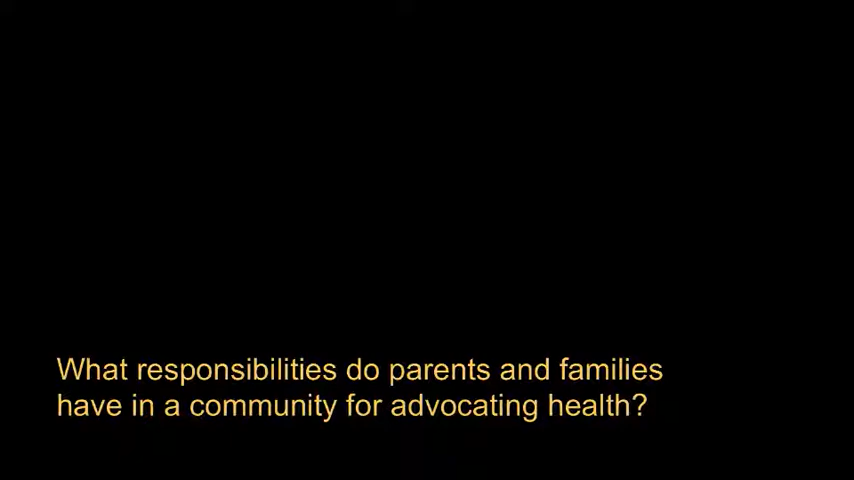 What responsibilities do parents and families
have in a community for advocating health?